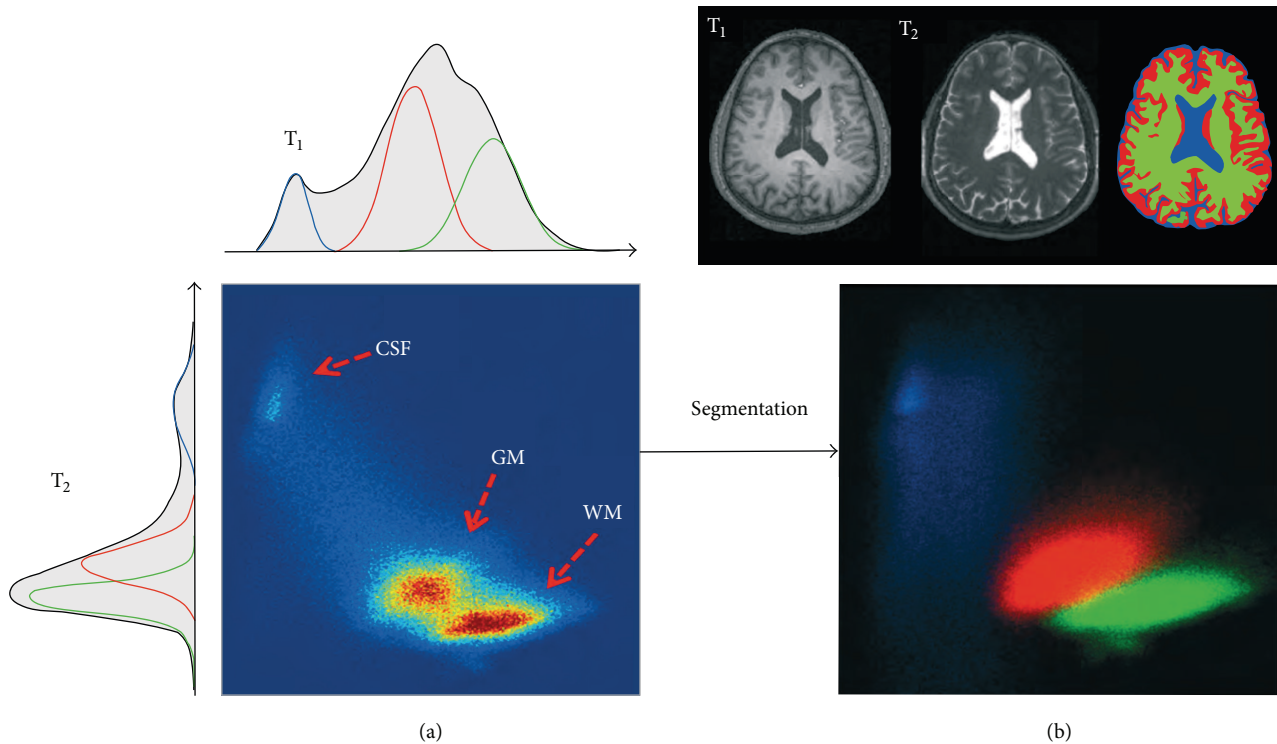 T₁
T₂
T₁
CSF
Segmentation
GM
T₂
WM
(a)
(b)